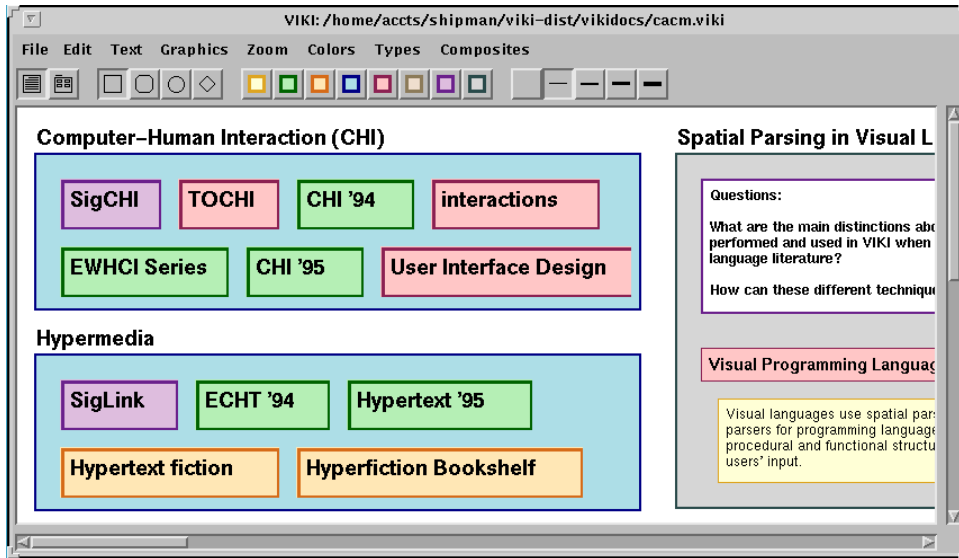 VIKI: /home/accts/shipman/viki-dist/vikidocs/cacm.viki
File Edit Text Graphics Zoom Colors Types Composites
Computer-Human Interaction (CHI)
SigCHI TOCHI CHI '94 interactions
EWHCI Series CHI '95 User Interface Design
Hypermedia
SigLink ECHT '94 Hypertext '95
Hypertext fiction Hyperfiction Bookshelf
Spatial Parsing in Visual L
Questions:
What are the main distinctions abo
performed and used in VIKI when
language literature?
How can these different technique
Visual Programming Languag
Visual languages use spatial pars
parsers for programming language
procedural and functional structu
users' input.